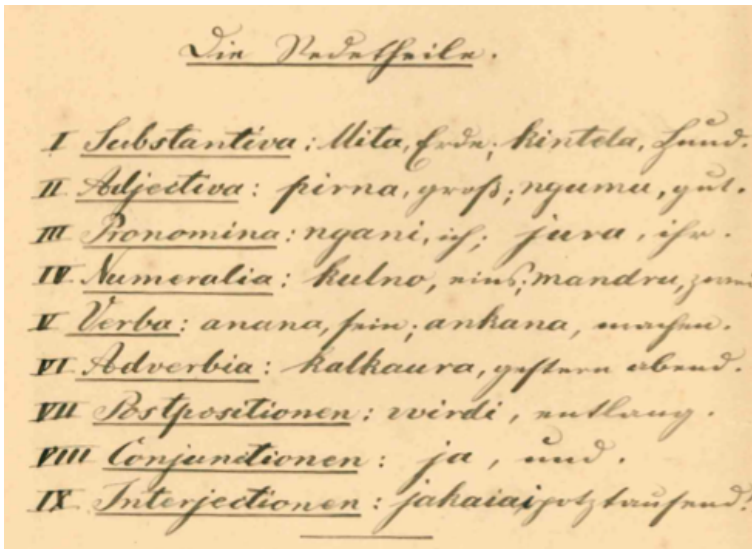 Die Redetheile.
I Substantiva: Mita, Erde; kintela, Hund.
II Adjectiva: pirna, groß; ngumu, gut.
III Pronomina: ngani, ich; jura, ihr.
IV Numeralia: kulno, eins; mandru, zwei
V Verba: anana, sein; ankana, machen.
VI Adverbia: kalkaura, gestern abend.
VII Postpositionen: wirdi, entlang.
VIII Conjunctionen: ja, und.
IX Interjectionen: jakaiai, potztausend.